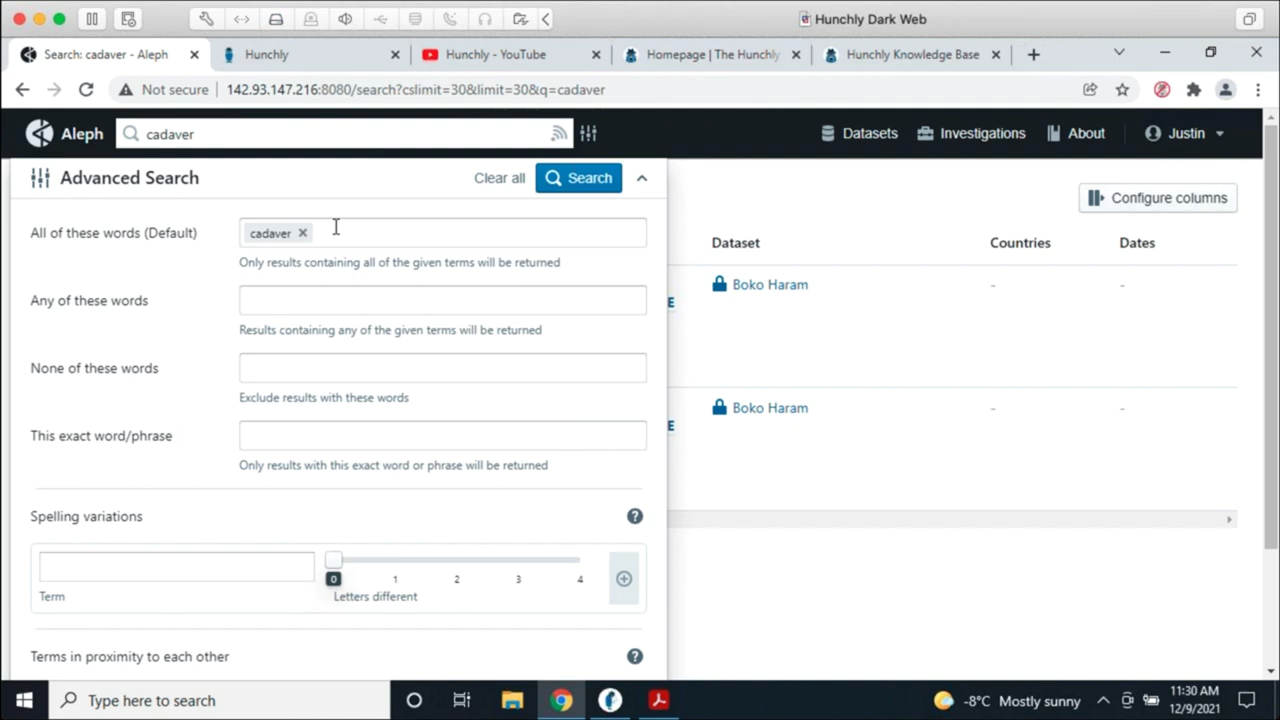 Hunchly Dark Web
Search: cadaver - Aleph
Hunchly
Hunchly - YouTube
Homepage | The Hunchly
Hunchly Knowledge Base
Not secure
142.93.147.216:8080/search?cslimit=30&limit=30&q=cadaver
Aleph
cadaver
Datasets
Investigations
About
Justin
Advanced Search
Clear all
Search
Configure columns
All of these words (Default)
cadaver
Only results containing all of the given terms will be returned
Dataset
Countries
Dates
Boko Haram
-
-
E
Any of these words
Results containing any of the given terms will be returned
None of these words
Exclude results with these words
Boko Haram
-
-
E
This exact word/phrase
Only results with this exact word or phrase will be returned
Spelling variations
0 1 2 3 4
Term
Letters different
Terms in proximity to each other
Type here to search
-8°C Mostly sunny
11:30 AM
12/9/2021